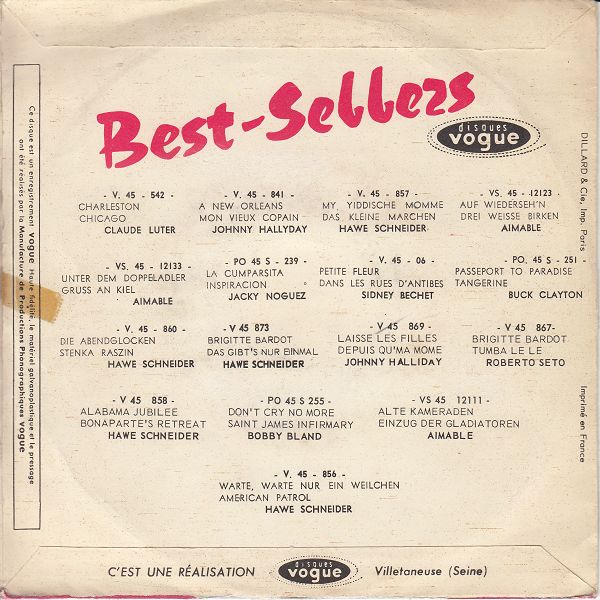 Best-Sellers
disques
vogue
- V. 45 - 542 -
CHARLESTON
CHICAGO
CLAUDE LUTER
- V. 45 - 841 -
A NEW ORLEANS
MON VIEUX COPAIN
JOHNNY HALLYDAY
- V. 45 - 857 -
MY. YIDDISCHE MOMME
DAS KLEINE MARCHEN
HAWE SCHNEIDER
VS. 45 - 12123 -
AUF WIEDERSEH'N
DREI WEISSE BIRKEN
AIMABLE
- VS. 45 - 12133 -
UNTER DEM DOPPELADLER
GRUSS AN KIEL
AIMABLE
- PO 45 S - 239 -
LA CUMPARSITA
INSPIRACION
JACKY NOGUEZ
- V. 45 - 06 -
PETITE FLEUR
DANS LES RUES D'ANTIBES
SIDNEY BECHET
- PO. 45 S - 251 -
PASSEPORT TO PARADISE
TANGERINE
BUCK CLAYTON
- V. 45 - 860 -
DIE ABENDGLOCKEN
STENKA RASZIN
HAWE SCHNEIDER
- V 45 873
BRIGITTE BARDOT
DAS GIBT'S NUR EINMAL
HAWE SCHNEIDER
- V 45 869 -
LAISSE LES FILLES
DEPUIS QU'MA MOME
JOHNNY HALLIDAY
- V 45 867-
BRIGITTE BARDOT
TUMBA LE LE
ROBERTO SETO
- V 45 858 -
ALABAMA JUBILEE
BONAPARTE'S RETREAT
HAWE SCHNEIDER
- PO 45 S 255 -
DON'T CRY NO MORE
SAINT JAMES INFIRMARY
BOBBY BLAND
- VS 45 12111 -
ALTE KAMERADEN
EINZUG DER GLADIATOREN
AIMABLE
- V. 45 - 856 -
WARTE, WARTE NUR EIN WEILCHEN
AMERICAN PATROL
HAWE SCHNEIDER
Ce disque est un enregistrement vogue Haute fidélité, le matériel galvanoplastique et le pressage
ont été réalisés par la Manufacture de Productions Phonographiques vogue
DILLARD & Cie, Imp. Paris
Imprimé en France
C'EST UNE RÉALISATION disques vogue Villetaneuse (Seine)